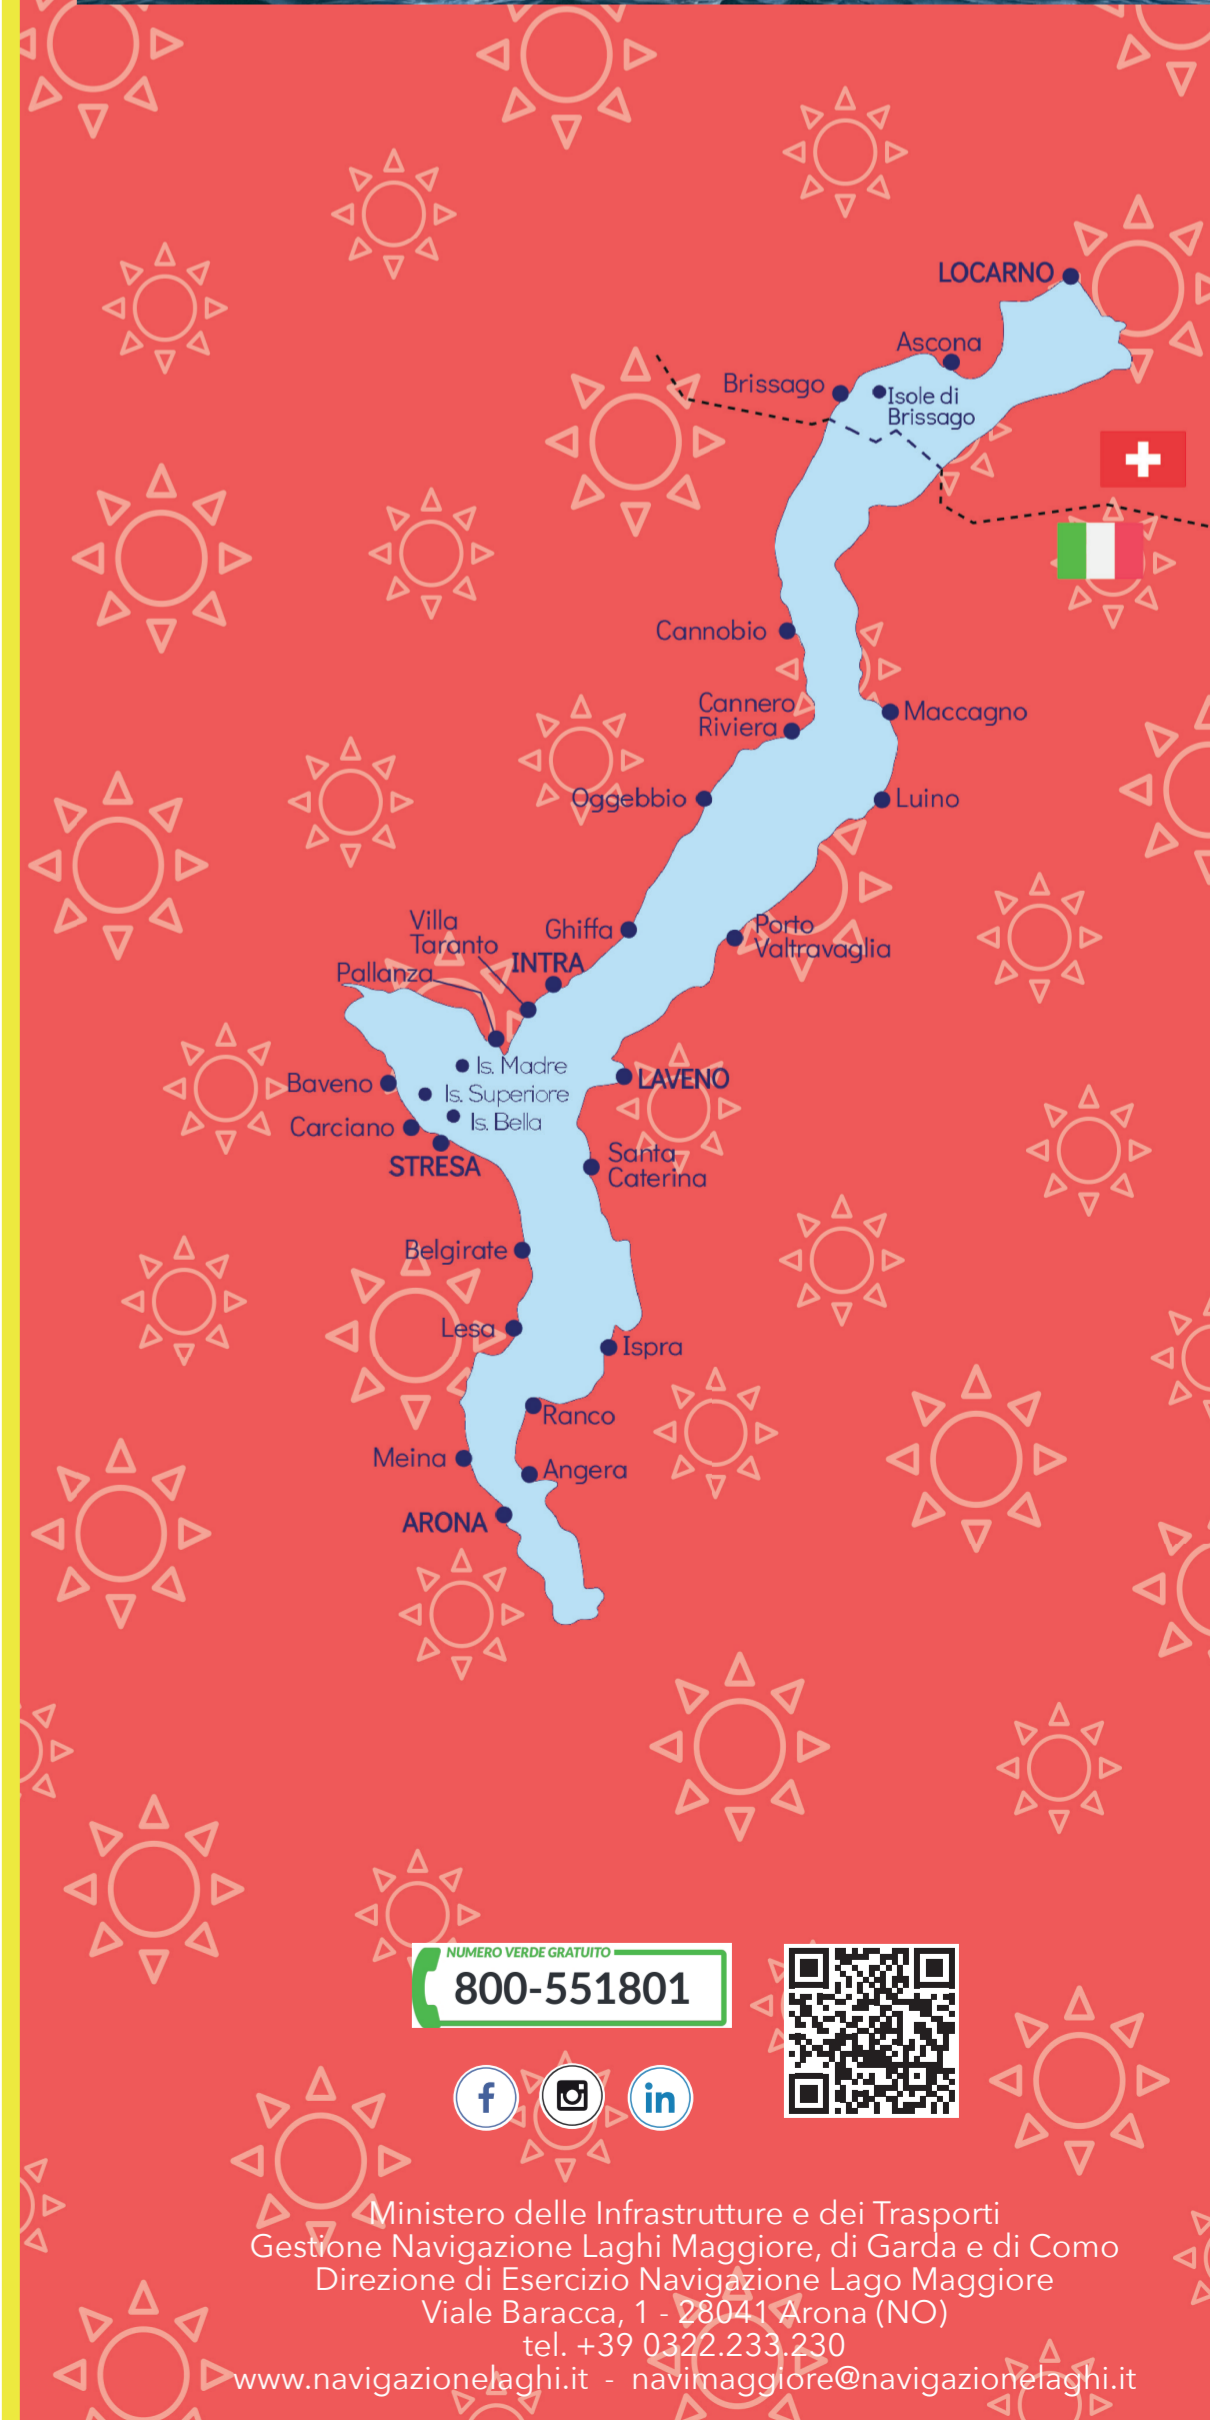 LOCARNO
Ascona
Brissago
Isole di
Brissago
Cannobio
Cannero
Riviera
Maccagno
Oggebbio
Luino
Villa
Taranto
Ghiffa
Porto
Valtravaglia
INTRA
Pallanza
Is. Madre
Baveno
LAVENO
Is. Superiore
Is. Bella
Carciano
STRESA
Santa
Caterina
Belgirate
Lesa
Ispra
Ranco
Meina
Angera
ARONA
NUMERO VERDE GRATUITO
800-551801
f
in
Ministero delle Infrastrutture e dei Trasporti
Gestione Navigazione Laghi Maggiore, di Garda e di Como
Direzione di Esercizio Navigazione Lago Maggiore
Viale Baracca, 1 - 28041 Arona (NO)
tel. +39 0322.233.230
www.navigazionelaghi.it - navimaggiore@navigazionelaghi.it